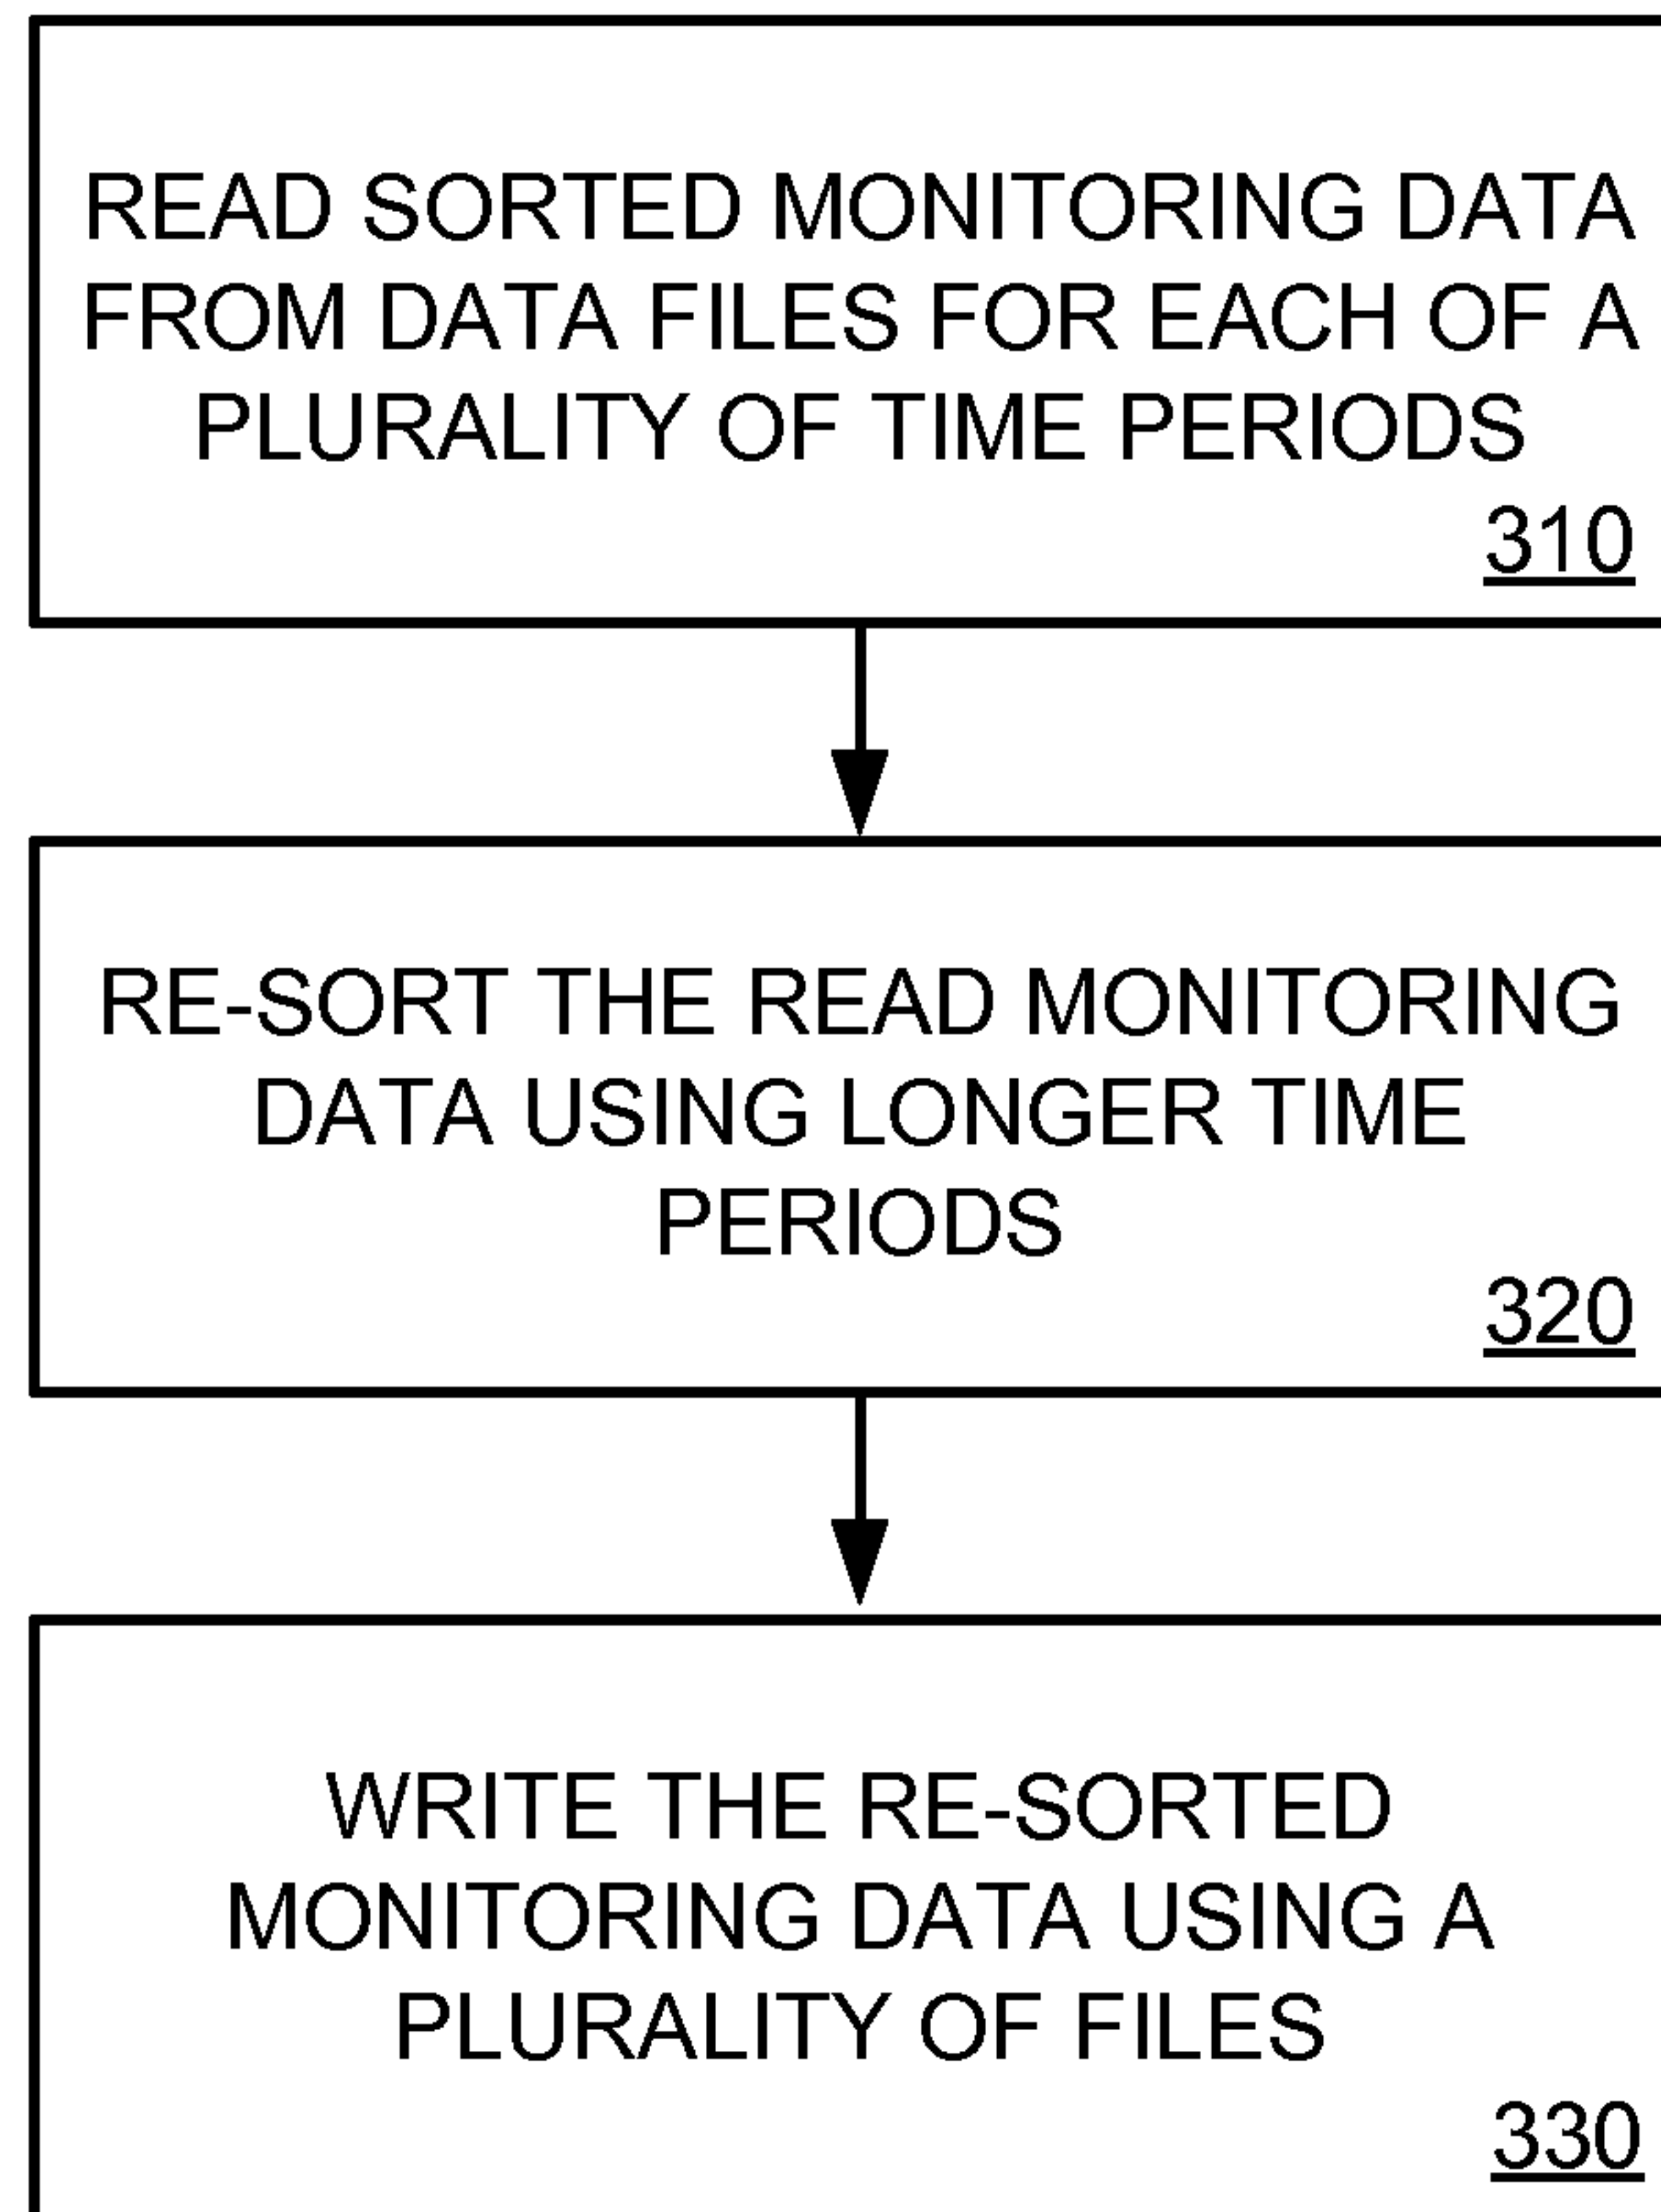 READ SORTED MONITORING DATA
FROM DATA FILES FOR EACH OF A
PLURALITY OF TIME PERIODS
310
RE-SORT THE READ MONITORING
DATA USING LONGER TIME
PERIODS
320
WRITE THE RE-SORTED
MONITORING DATA USING A
PLURALITY OF FILES
330